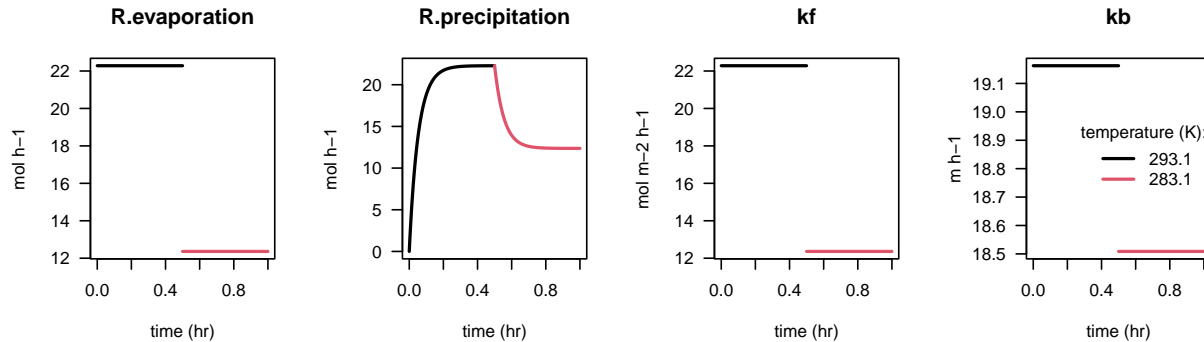 R.evaporation
mol h−1
22
20
18
16
14
12
0.0 0.4 0.8
time (hr)
R.precipitation
mol h−1
20
15
10
5
0
0.0 0.4 0.8
time (hr)
kf
mol m−2 h−1
22
20
18
16
14
12
0.0 0.4 0.8
time (hr)
kb
m h−1
19.1
19.0
18.9
18.8
18.7
18.6
18.5
temperature (K):
293.1
283.1
0.0 0.4 0.8
time (hr)